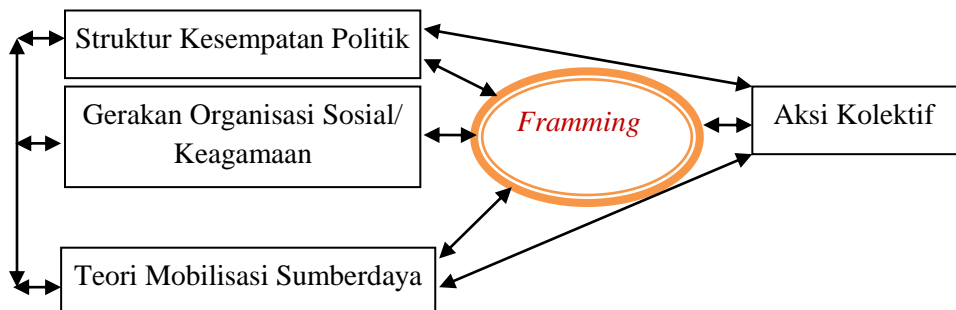 Struktur Kesempatan Politik
Gerakan Organisasi Sosial/
Keagamaan
Framming
Aksi Kolektif
Teori Mobilisasi Sumberdaya